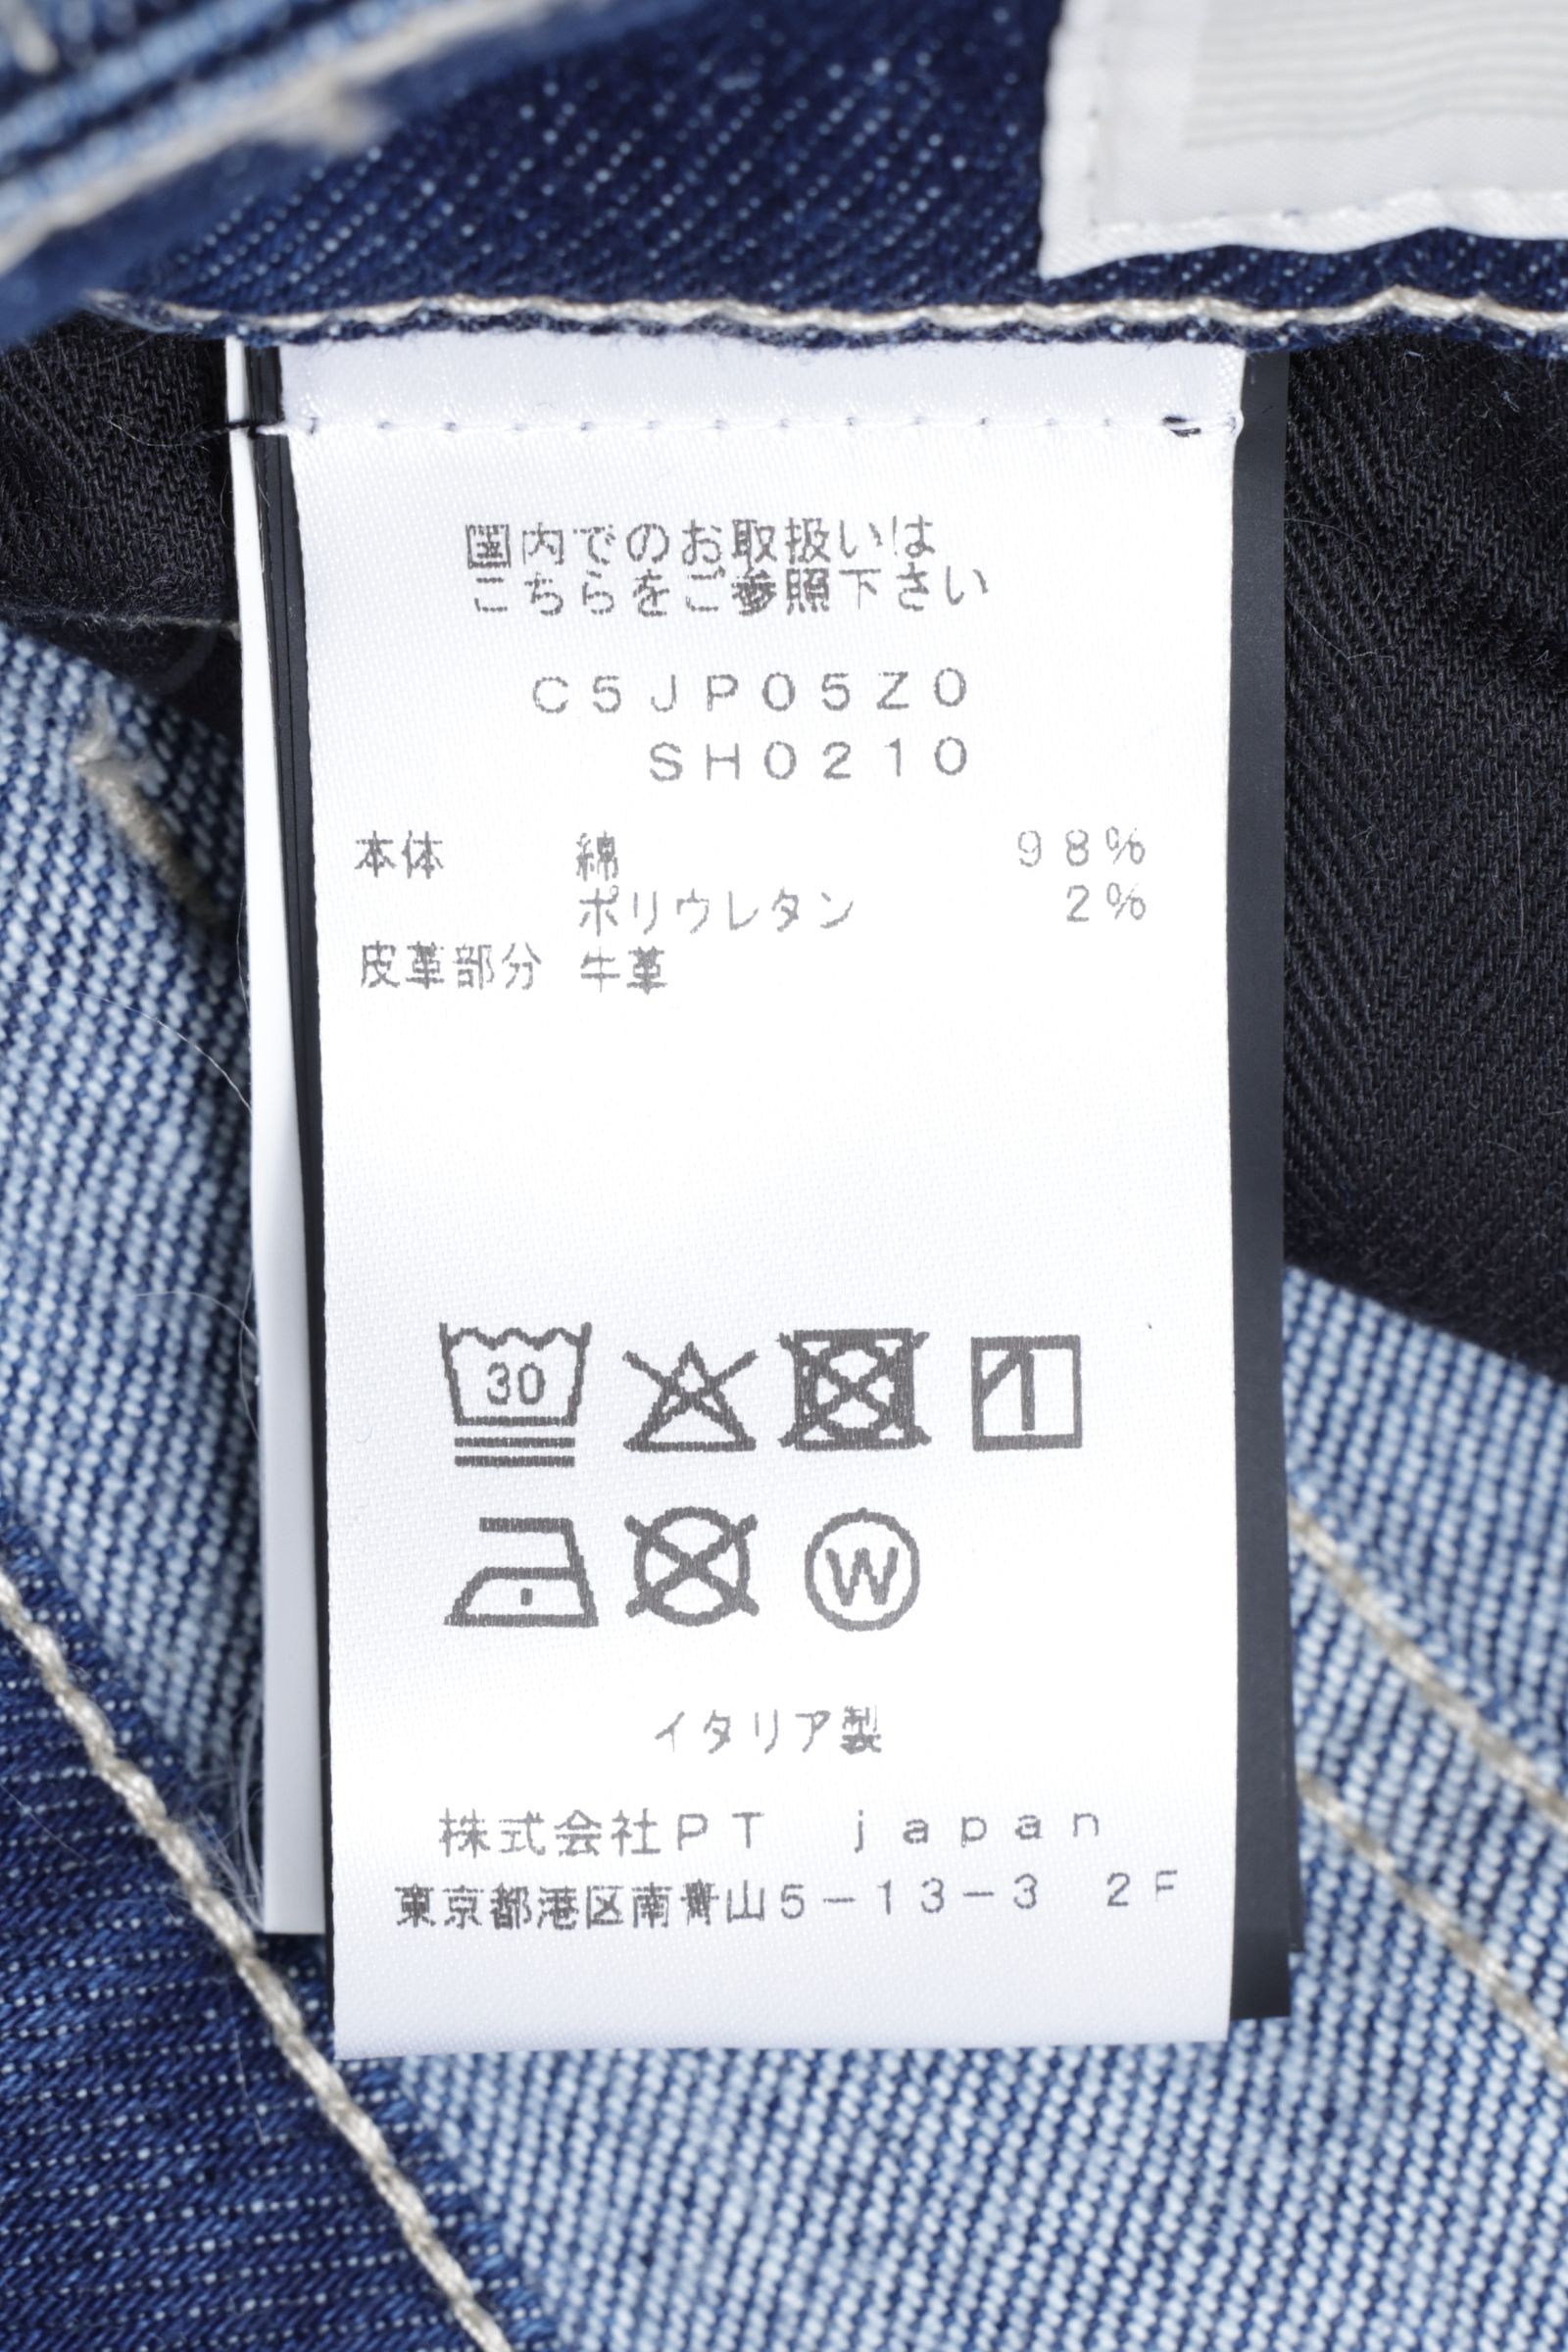 国内でのお取扱いは
こちらをご参照下さい
C5JP05Z0
SH0210
本体 綿 98%
ポリウレタン 2%
皮革部分 牛革
30
W
イタリア製
株式会社PT japan
東京都港区南青山5-13-3 2F